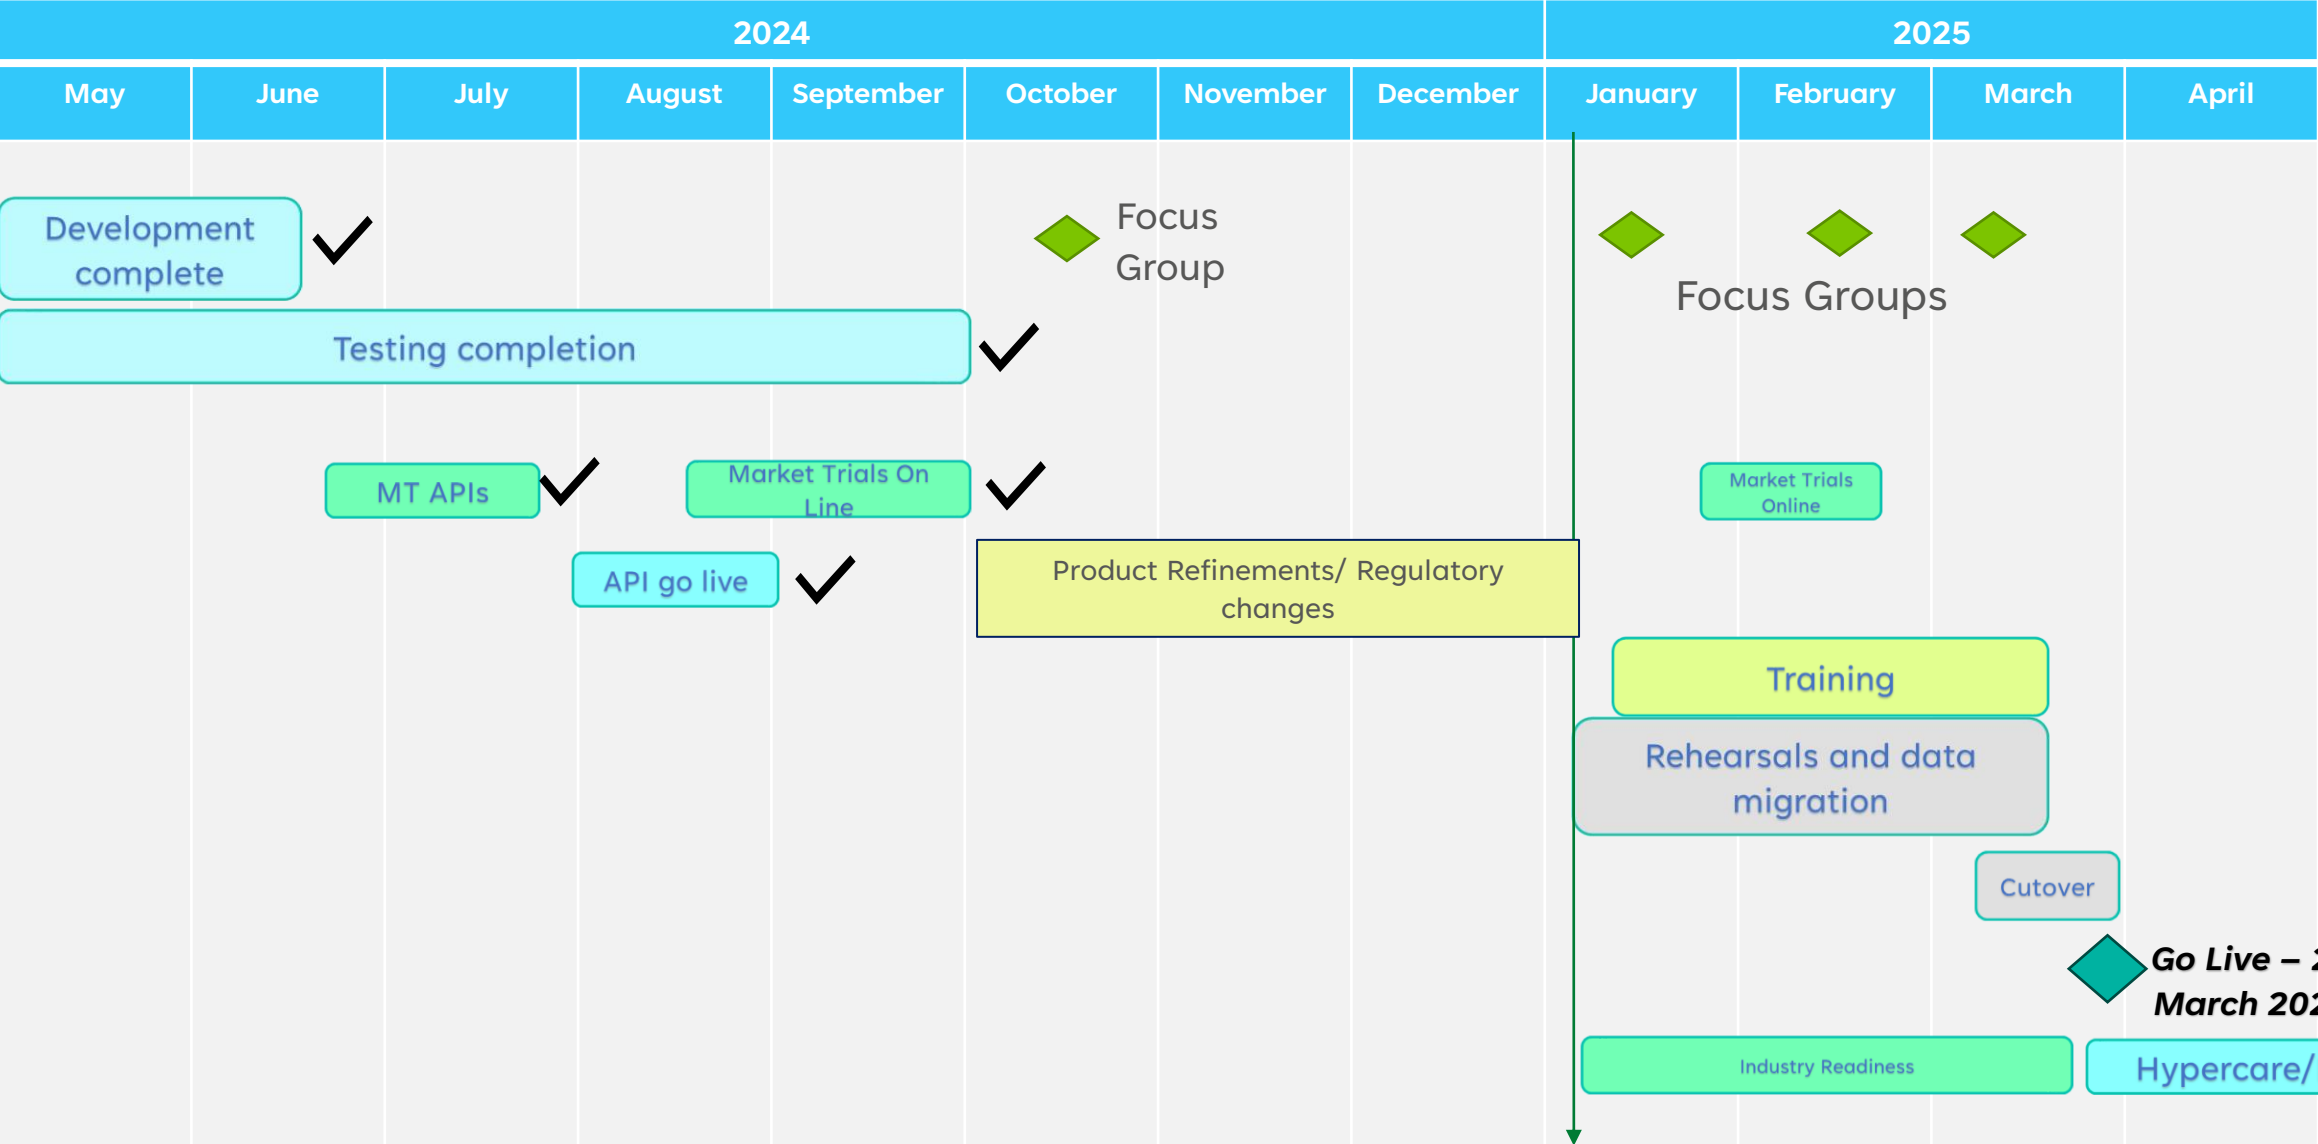 2024
2025
May
June
July
August
September
October
November
December
January
February
March
April
Development
complete
Focus
Group
Focus Groups
Testing completion
MT APIs
Market Trials On
Line
Market Trials
Online
API go live
Product Refinements/ Regulatory
changes
Training
Rehearsals and data
migration
Cutover
Go Live –
March
Industry Readiness
Hypercare/